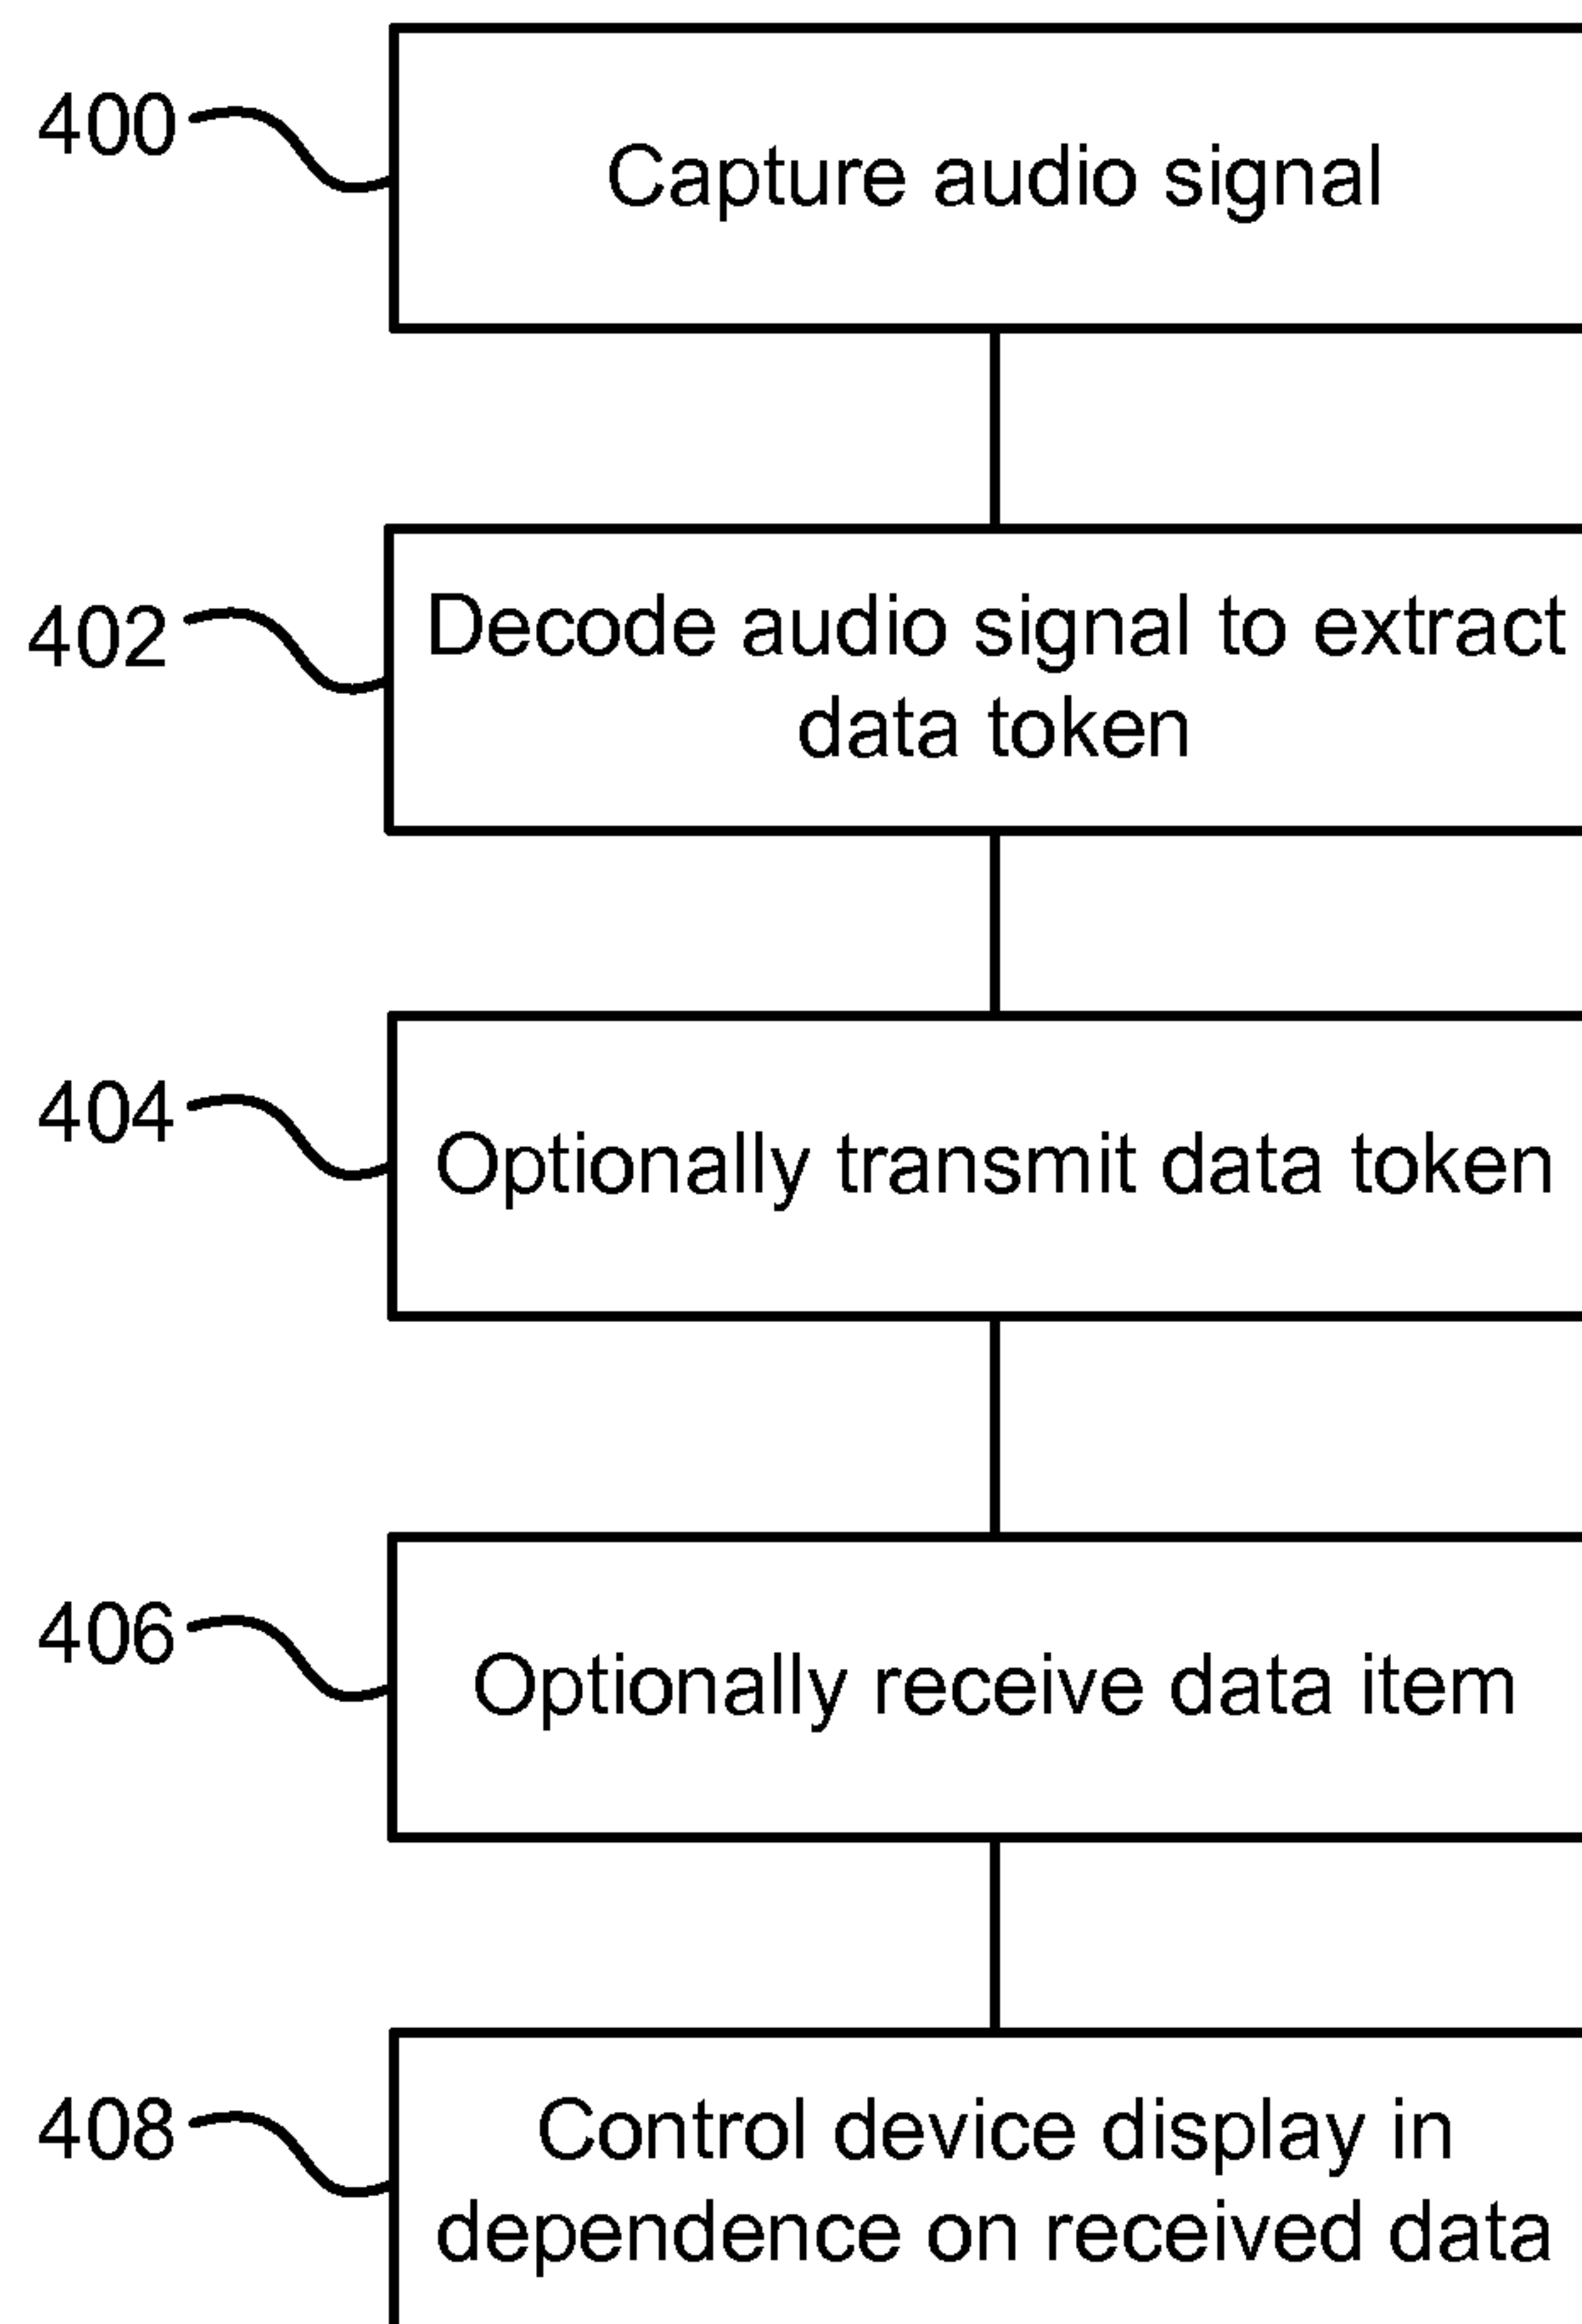 400
Capture audio signal
402
Decode audio signal to extract
data token
404
Optionally transmit data token
406
Optionally receive data item
408
Control device display in
dependence on received data